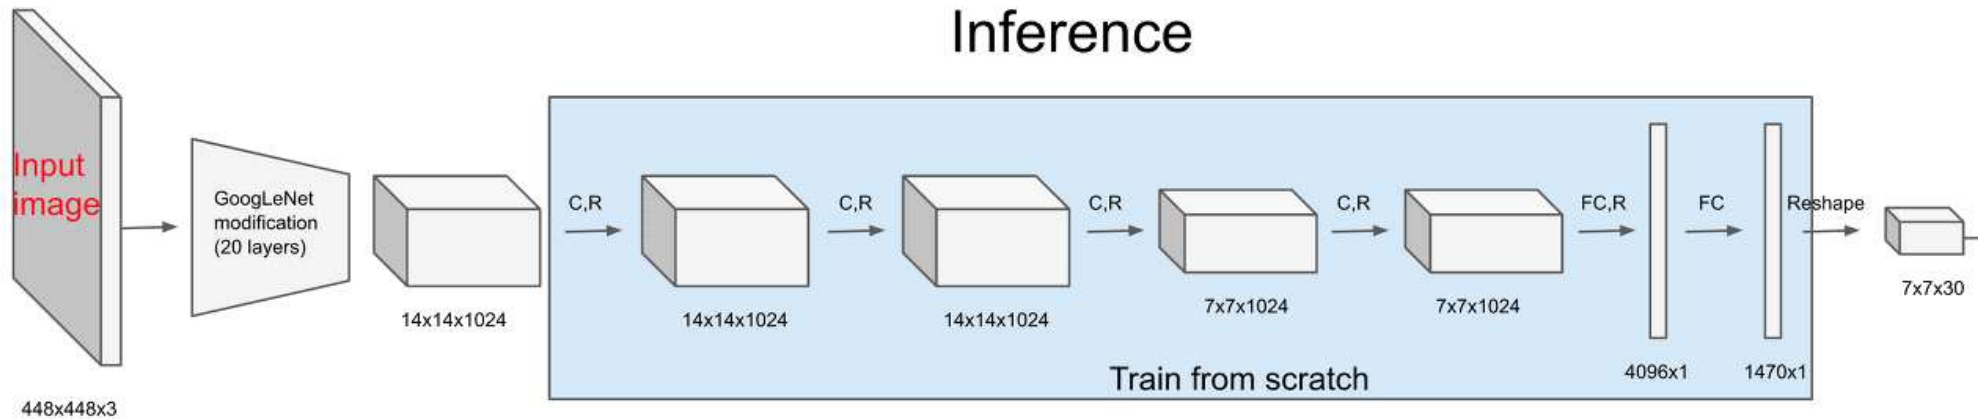 Inference
Input
image
448x448x3
GoogLeNet
modification
(20 layers)
14x14x1024
C,R
14x14x1024
C,R
14x14x1024
C,R
7x7x1024
C,R
7x7x1024
FC,R
4096x1
FC
1470x1
Reshape
7x7x30
Train from scratch